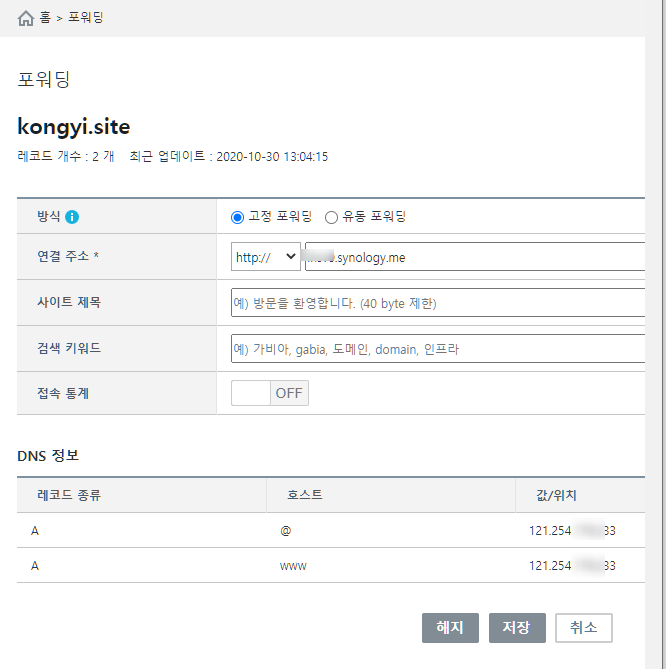 홈 > 포워딩
포워딩
kongyi.site
레코드 개수 : 2 개 최근 업데이트 : 2020-10-30 13:04:15
방식 고정 포워딩 유동 포워딩
연결 주소 * http:// .synology.me
사이트 제목 예) 방문을 환영합니다. (40 byte 제한)
검색 키워드 예) 가비아, gabia, 도메인, domain, 인프라
접속 통계 OFF
DNS 정보
레코드 종류 호스트 값/위치
A @ 121.254 33
A www 121.254 33
해지 저장 취소